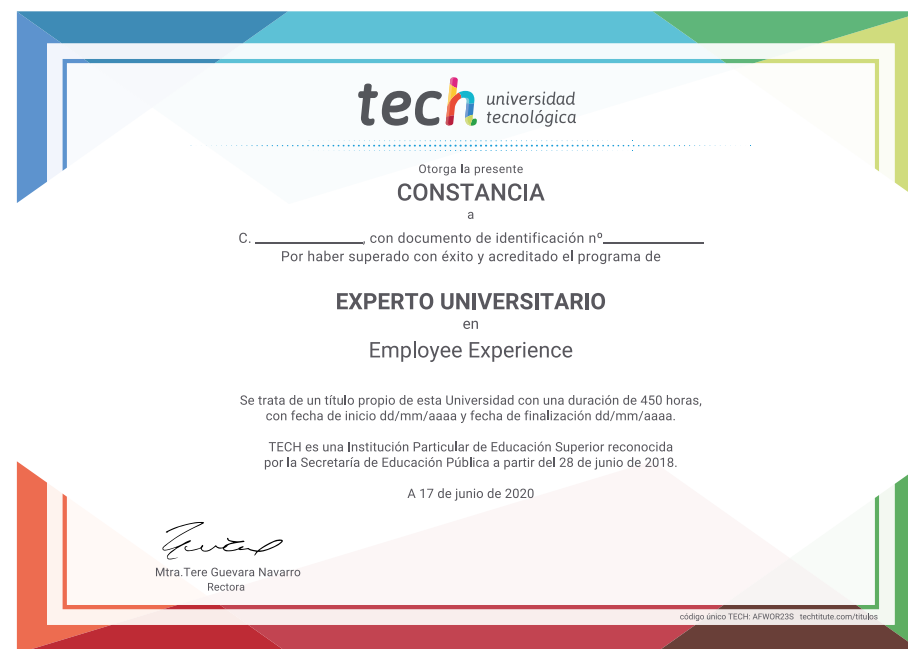 tech universidad
tecnológica
Otorga la presente
CONSTANCIA
a
C. ______________, con documento de identificación nº_____________
Por haber superado con éxito y acreditado el programa de
EXPERTO UNIVERSITARIO
en
Employee Experience
Se trata de un título propio de esta Universidad con una duración de 450 horas,
con fecha de inicio dd/mm/aaaa y fecha de finalización dd/mm/aaaa.
TECH es una Institución Particular de Educación Superior reconocida
por la Secretaría de Educación Pública a partir del 28 de junio de 2018.
A 17 de junio de 2020
Mtra.Tere Guevara Navarro
Rectora
código único TECH: AFWOR23S techtitute.com/titulos